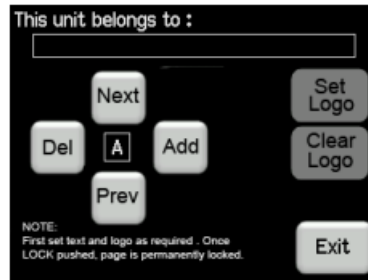 This unit belongs to :
Next
Set
Logo
Del
A
Add
Clear
Logo
Prev
NOTE:
First set text and logo as required . Once
LOCK pushed, page is permanently locked.
Exit